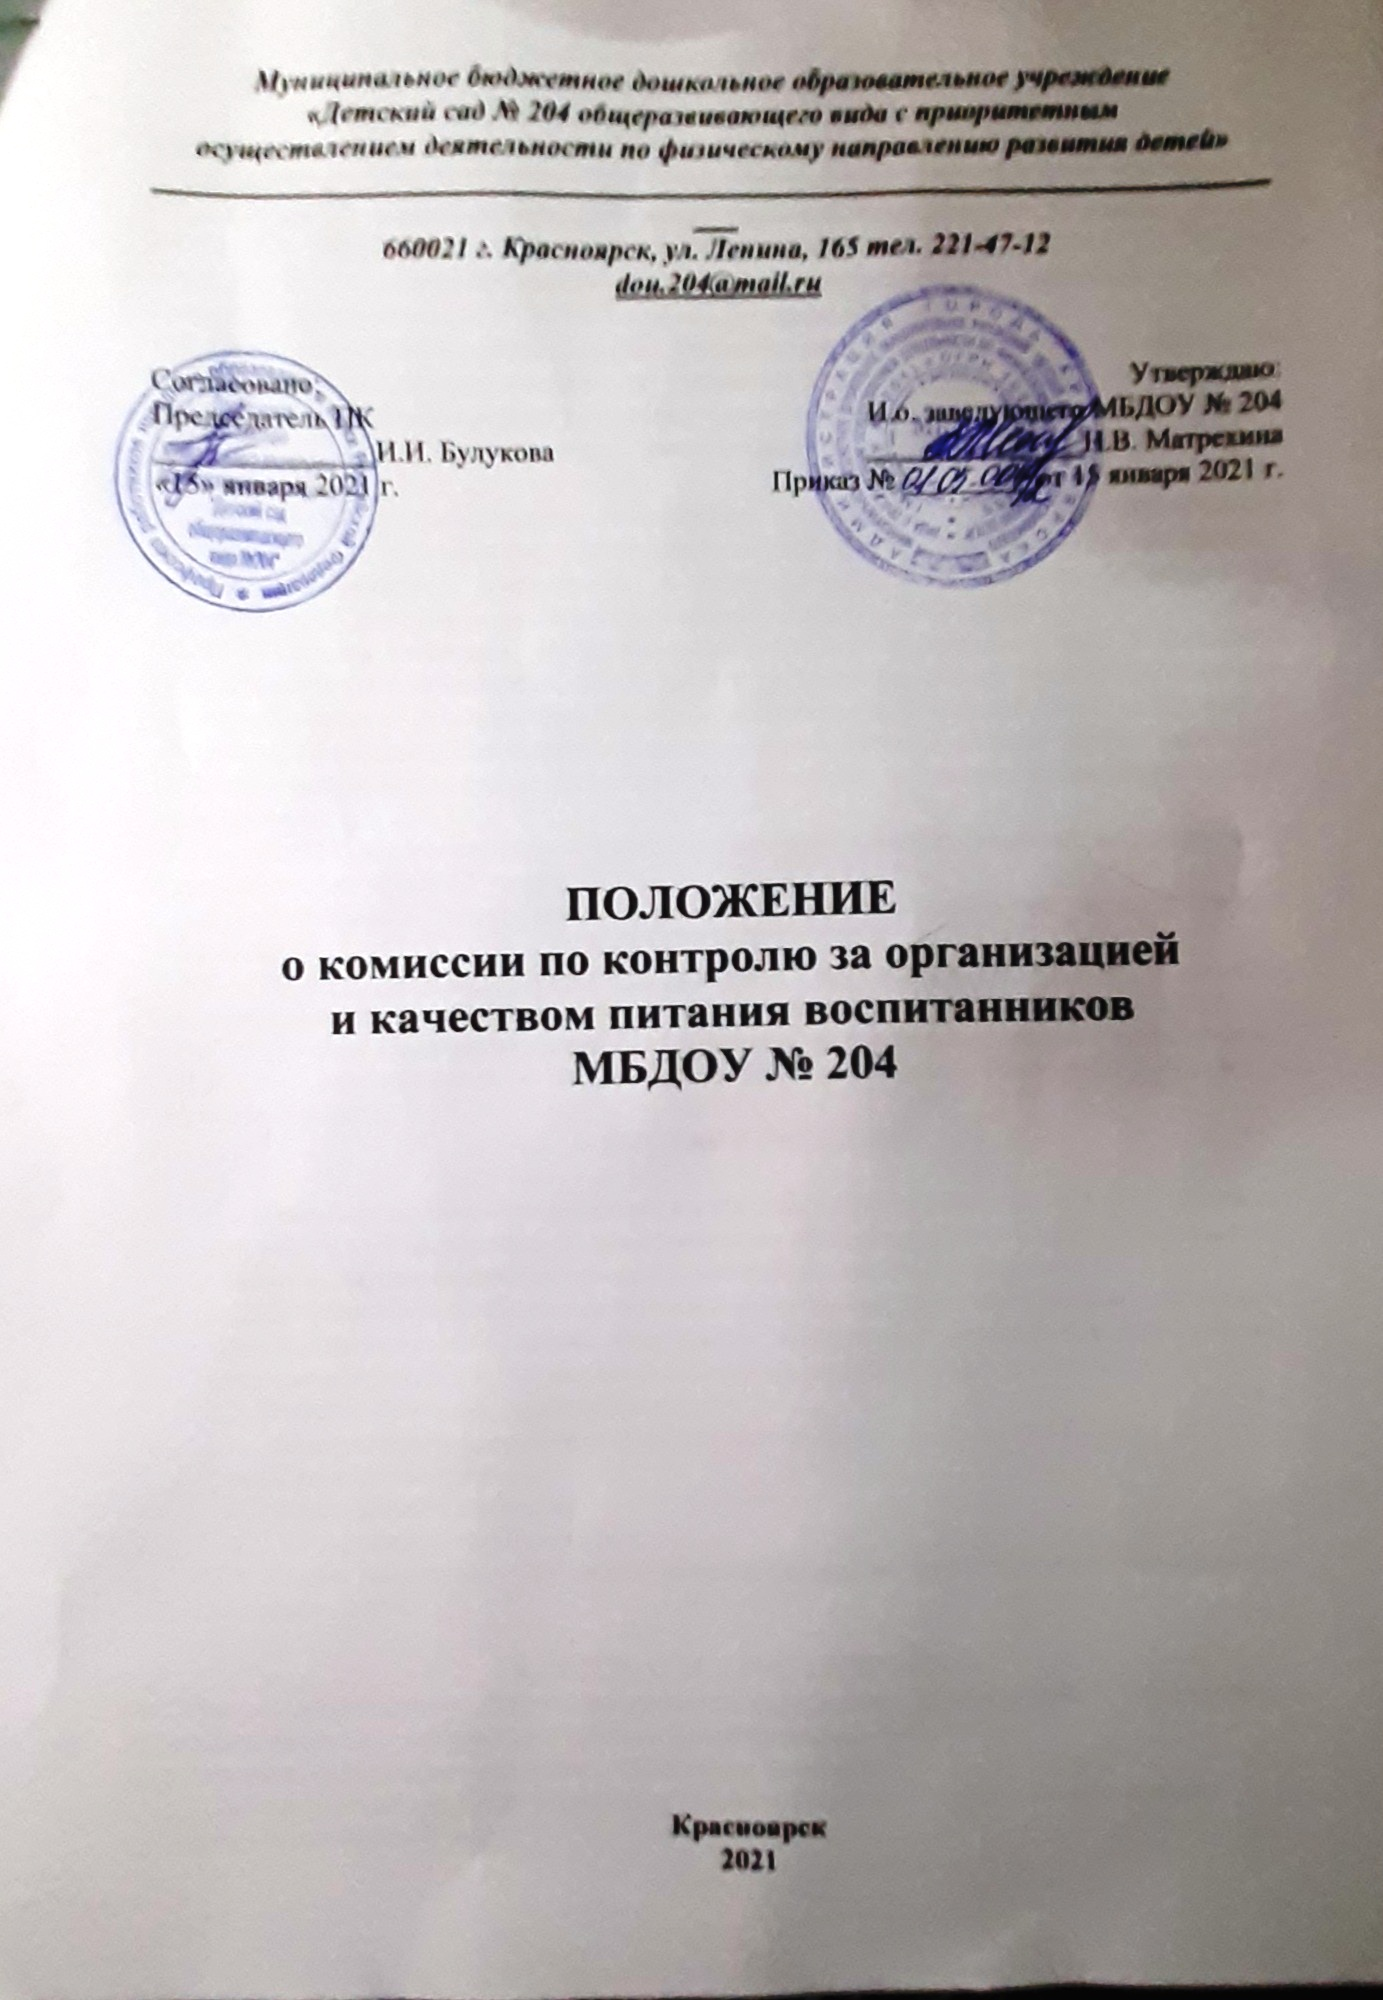 Муниципальное бюджетное дошкольное образовательное учреждение
«Детский сад № 204 общеразвивающего вида с приоритетным
осуществлением деятельности по физическому направлению развития детей»
660021 г. Красноярск, ул. Ленина, 165 тел. 221-47-12
dou.204@mail.ru
Согласовано:
Председатель ПК
И.И. Булукова
«15» января 2021 г.
Утверждаю:
И.о. заведующего МБДОУ № 204
Н.В. Матрехина
Приказ № от 15 января 2021 г.
ПОЛОЖЕНИЕ
о комиссии по контролю за организацией
и качеством питания воспитанников
МБДОУ № 204
Красноярск
2021